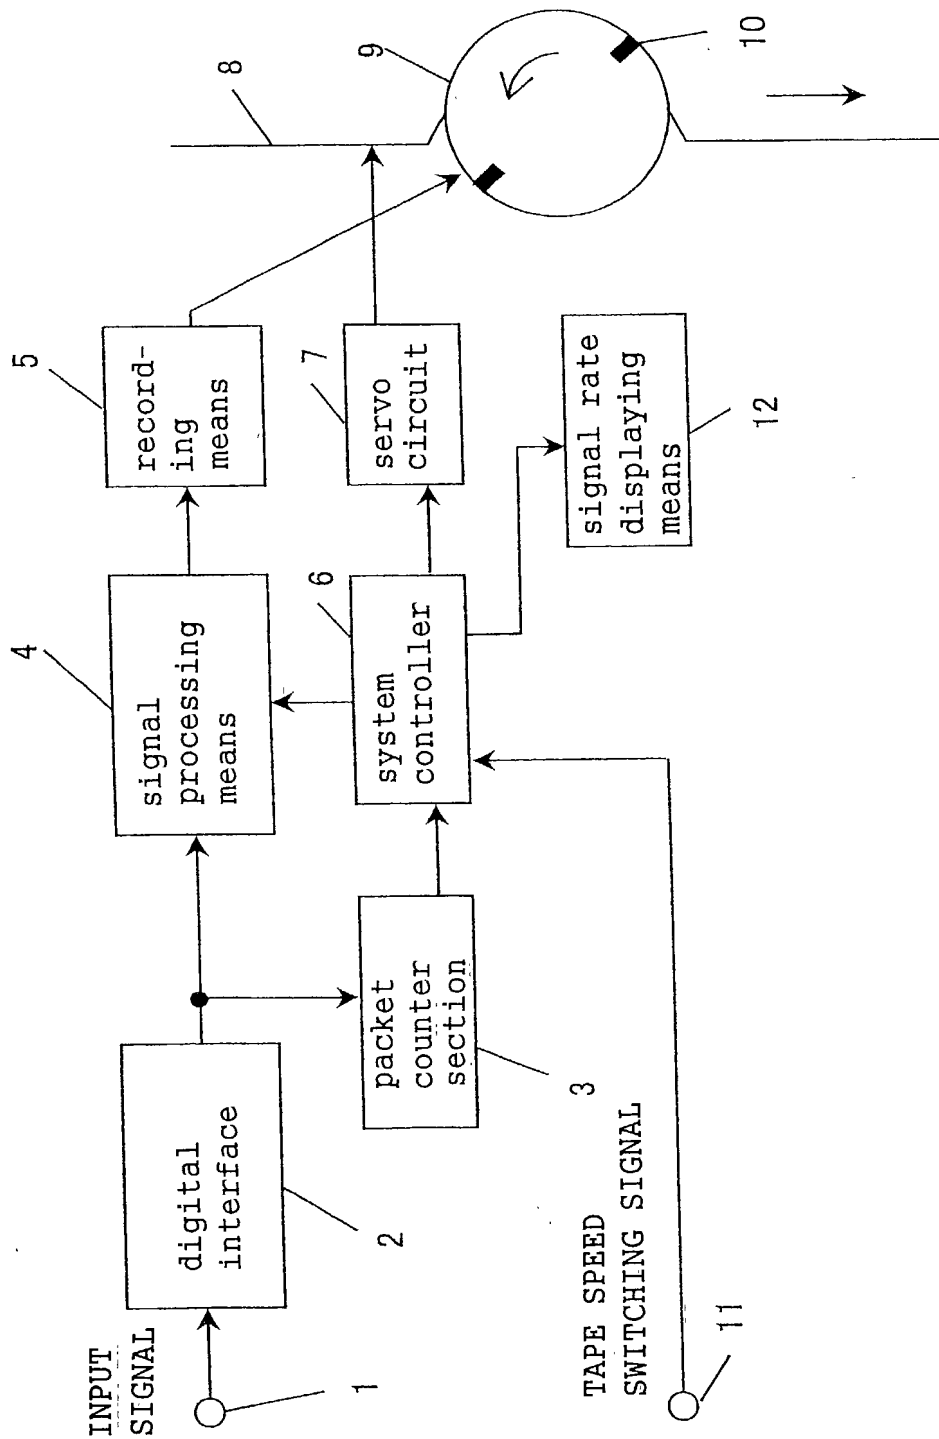 INPUT
SIGNAL
1
digital
interface
2
packet
counter
section
3
signal
processing
means
4
record-
ing
means
5
system
controller
6
servo
circuit
7
8
9
10
TAPE SPEED
SWITCHING SIGNAL
11
signal rate
displaying
means
12